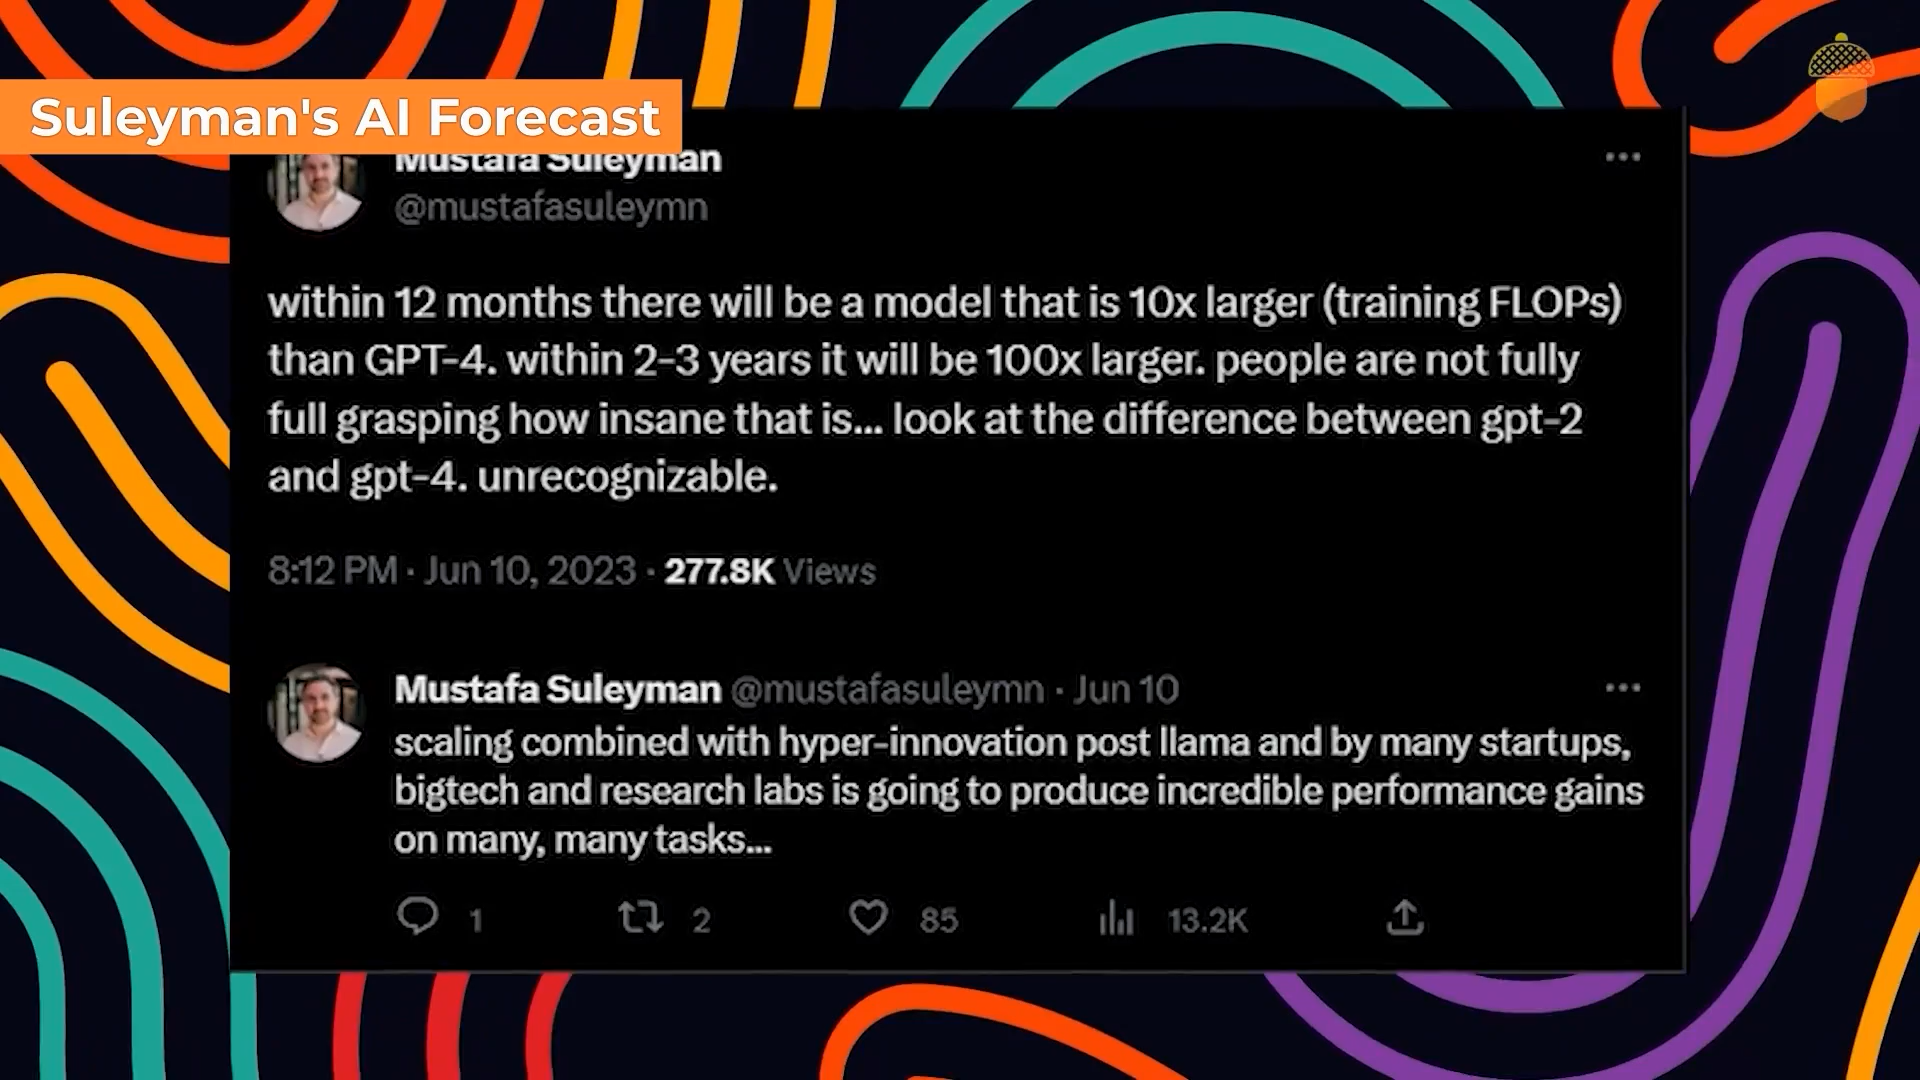 Suleyman's AI Forecast
Mustafa Suleyman
@mustafasuleymn
within 12 months there will be a model that is 10x larger (training FLOPs)
than GPT-4. within 2-3 years it will be 100x larger. people are not fully
full grasping how insane that is... look at the difference between gpt-2
and gpt-4. unrecognizable.
8:12 PM · Jun 10, 2023 · 277.8K Views
Mustafa Suleyman @mustafasuleymn · Jun 10
scaling combined with hyper-innovation post llama and by many startups,
bigtech and research labs is going to produce incredible performance gains
on many, many tasks...
1 2 85 13.2K